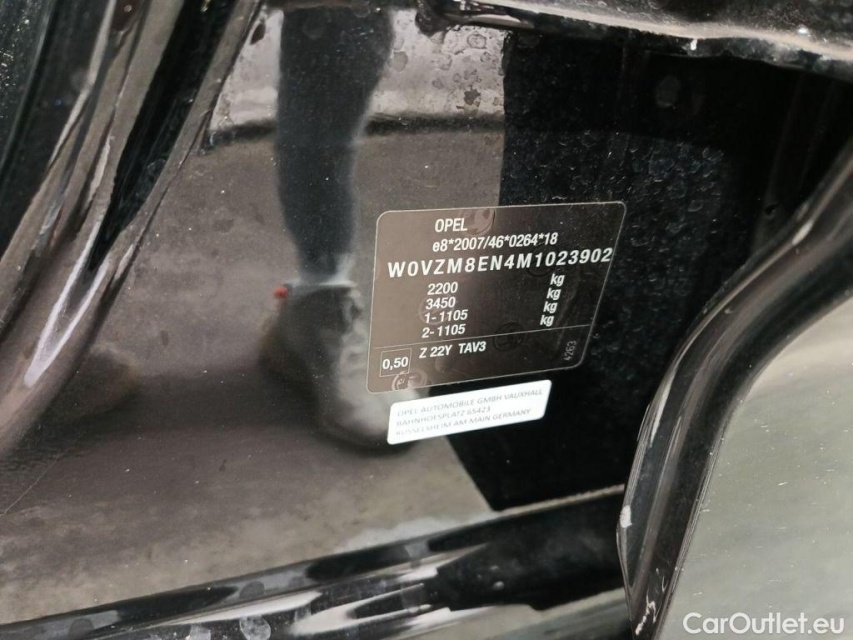 OPEL
e8*2007/46*0264*18
W0VZM8EN4M1023902
2200 kg
3450 kg
1-1105 kg
2-1105 kg
0,50 Z 22Y TAV3
4263
OPEL AUTOMOBILE GMBH VAUXHALL
BAHNHOFSPLATZ 65423
RÜSSELSHEIM AM MAIN GERMANY
CarOutlet.eu